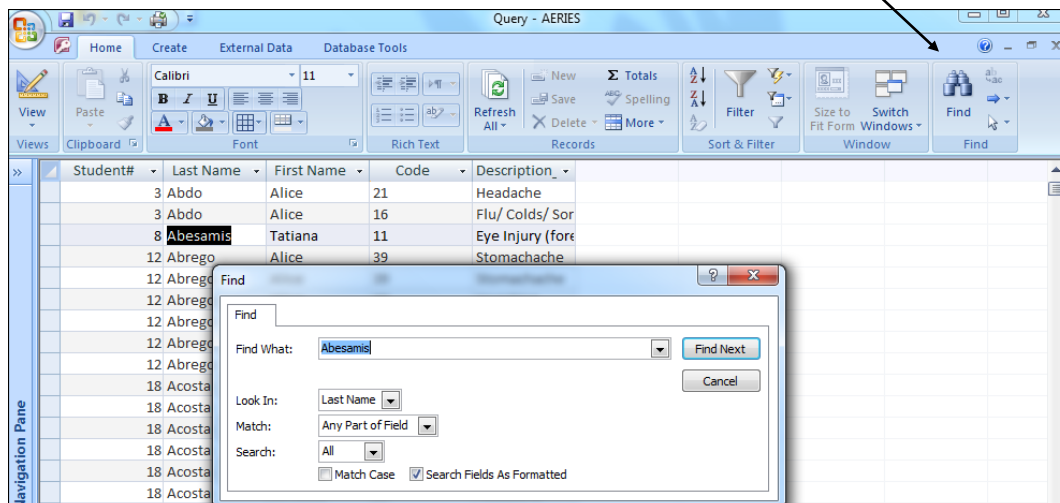 Query - AERIES
Home Create External Data Database Tools
Calibri 11
B I U
A
View
Paste
Refresh All
New
Save
Delete
Σ Totals
Spelling
More
Filter
Size to Fit Form
Switch Windows
Find
Views Clipboard Font Rich Text Records Sort & Filter Window Find
Student# Last Name First Name Code Description_
3 Abdo Alice 21 Headache
3 Abdo Alice 16 Flu/ Colds/ Sor
8 Abesamis Tatiana 11 Eye Injury (fore
12 Abrego Alice 39 Stomachache
12 Abrego
12 Abrego
12 Abrego
12 Abrego
12 Abrego
18 Acosta
18 Acosta
18 Acosta
18 Acosta
18 Acosta
18 Acosta
Navigation Pane
Find
Find
Find What: Abesamis Find Next
Cancel
Look In: Last Name
Match: Any Part of Field
Search: All
Match Case Search Fields As Formatted